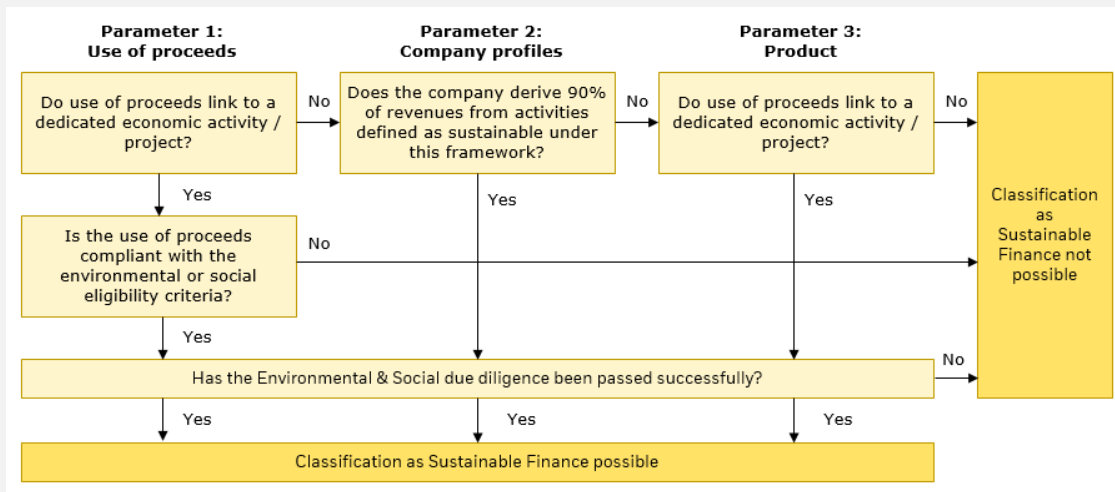 Parameter 1:
Use of proceeds
Parameter 2:
Company profiles
Parameter 3:
Product
Do use of proceeds link to a
dedicated economic activity /
project?
No
Does the company derive 90%
of revenues from activities
defined as sustainable under
this framework?
No
Do use of proceeds link to a
dedicated economic activity /
project?
No
Yes
Yes
Yes
Classification
as
Sustainable
Finance not
possible
Is the use of proceeds
compliant with the
environmental or social
eligibility criteria?
No
Yes
Has the Environmental & Social due diligence been passed successfully?
No
Yes
Yes
Yes
Classification as Sustainable Finance possible